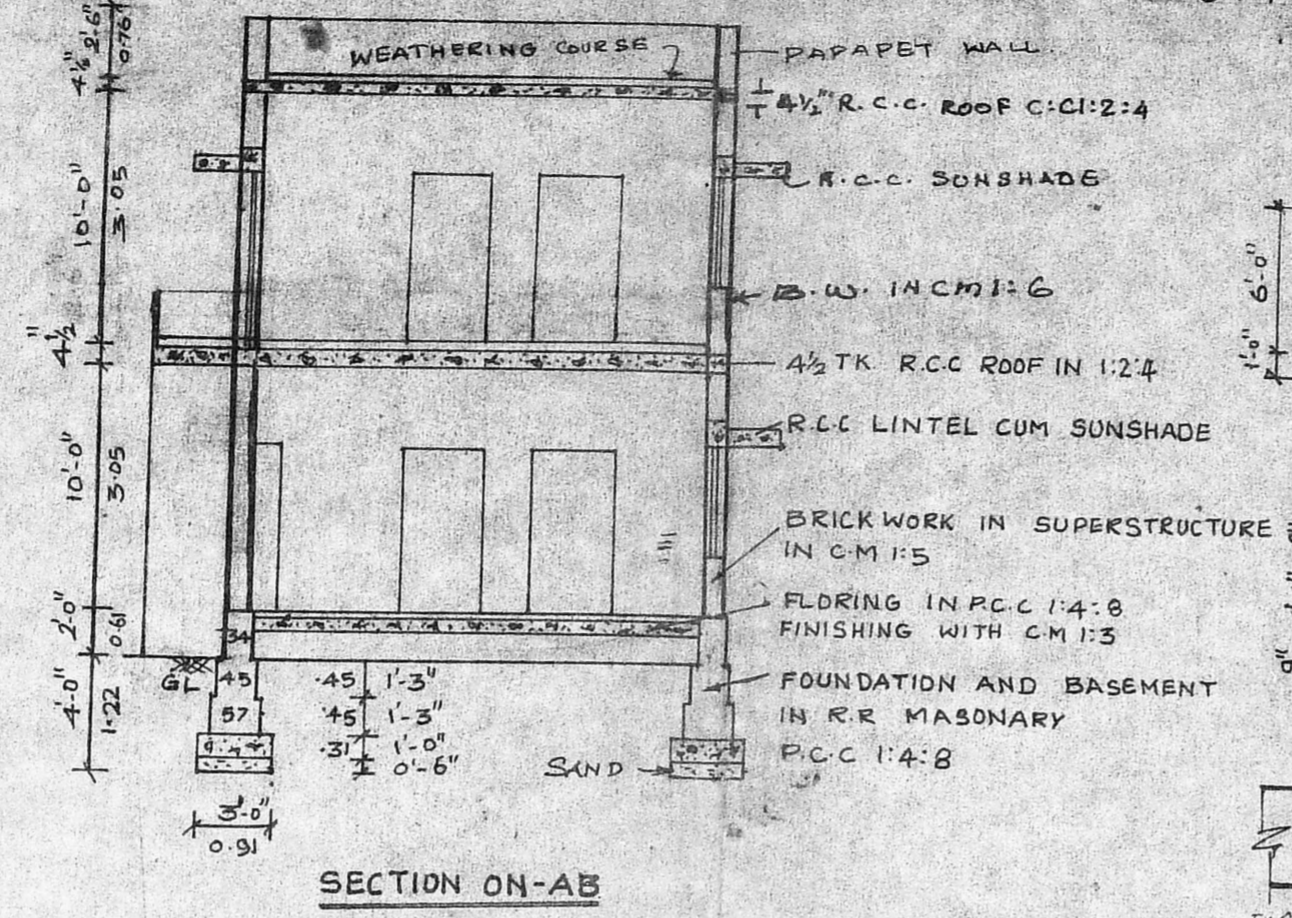 WEATHERING COURSE
PAPAPET WALL.
4½" R.C.C. ROOF C:C1:2:4
R.C.C. SUNSHADE
B.W. IN CM 1:6
4½ TK R.C.C ROOF IN 1:2:4
R.C.C LINTEL CUM SUNSHADE
BRICK WORK IN SUPERSTRUCTURE
IN C.M 1:5
FLORING IN P.C.C 1:4:8
FINISHING WITH C.M 1:3
FOUNDATION AND BASEMENT
IN R.R MASONARY
P.C.C 1:4:8
SAND
2'-6"
0.76
4½"
10'-0"
3.05
4½"
10'-0"
3.05
2'-0"
0.61
4'-0"
1.22
GL
34
45
57
.45 1'-3"
.45 1'-3"
.31 1'-0"
0'-6"
3'-0"
0.91
6'-0"
1'-0"
SECTION ON-AB